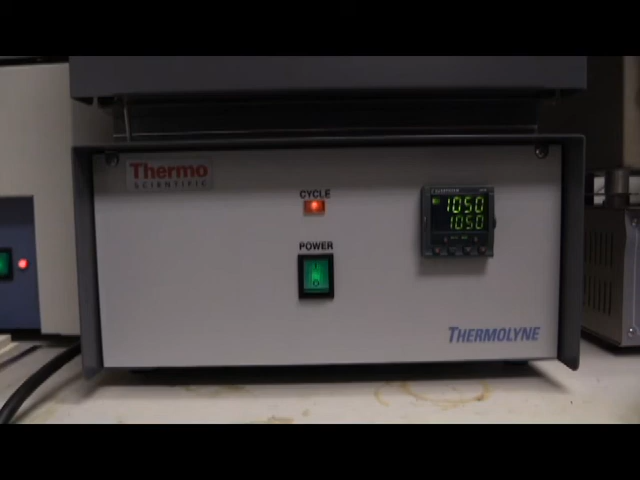 Thermo
SCIENTIFIC
CYCLE
1050
1050
POWER
THERMOLYNE